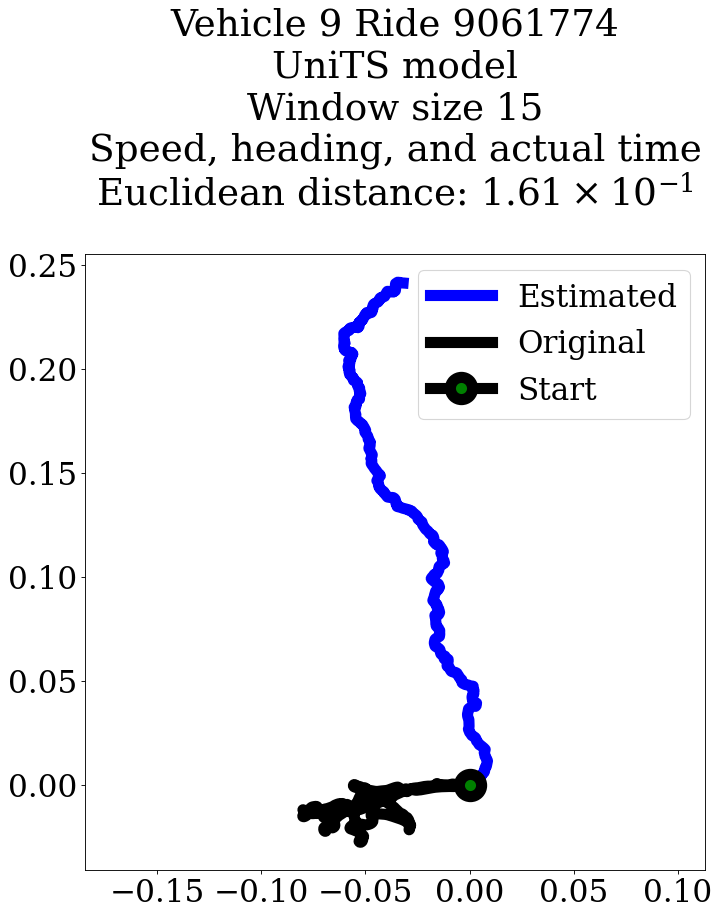 Vehicle 9 Ride 9061774
UniTS model
Window size 15
Speed, heading, and actual time
Euclidean distance: 1.61 × 10⁻¹
0.25
0.20
0.15
0.10
0.05
0.00
Estimated
Original
Start
−0.15 −0.10 −0.05 0.00 0.05 0.10